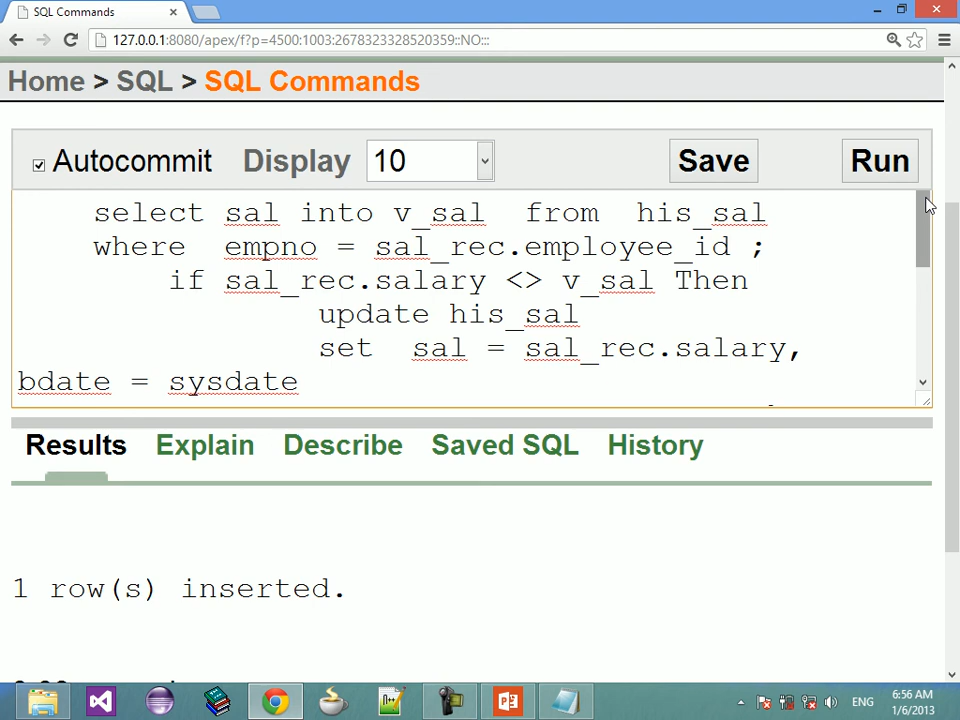 SQL Commands
127.0.0.1:8080/apex/f?p=4500:1003:2678323328520359::NO:::
Home > SQL > SQL Commands
Autocommit Display 10 Save Run
select sal into v_sal from his_sal
where empno = sal_rec.employee_id ;
if sal_rec.salary <> v_sal Then
update his_sal
set sal = sal_rec.salary,
bdate = sysdate
Results Explain Describe Saved SQL History
1 row(s) inserted.
ENG
6:56 AM
1/6/2013